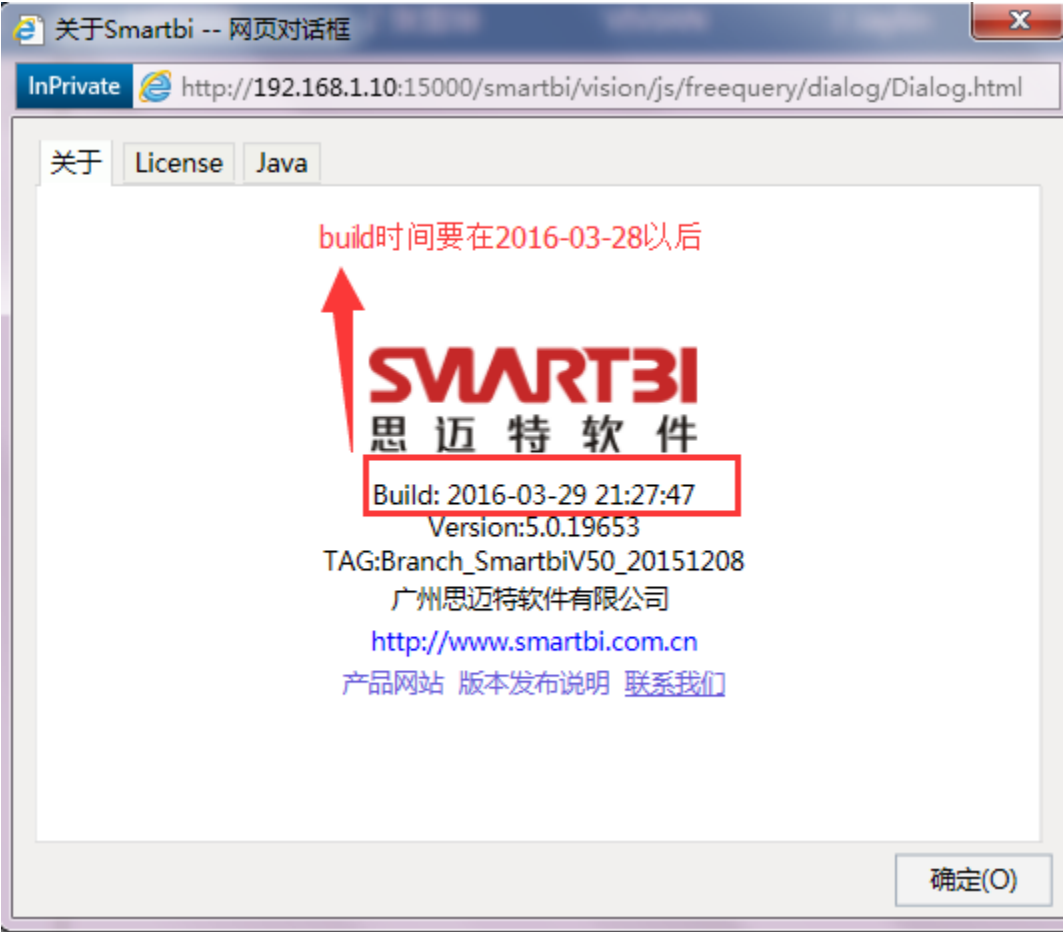 关于Smartbi -- 网页对话框
InPrivate http://192.168.1.10:15000/smartbi/vision/js/freequery/dialog/Dialog.html
关于 License Java
build时间要在2016-03-28以后
SMARTBI
思迈特软件
Build: 2016-03-29 21:27:47
Version:5.0.19653
TAG:Branch_SmartbiV50_20151208
广州思迈特软件有限公司
http://www.smartbi.com.cn
产品网站 版本发布说明 联系我们
确定(O)